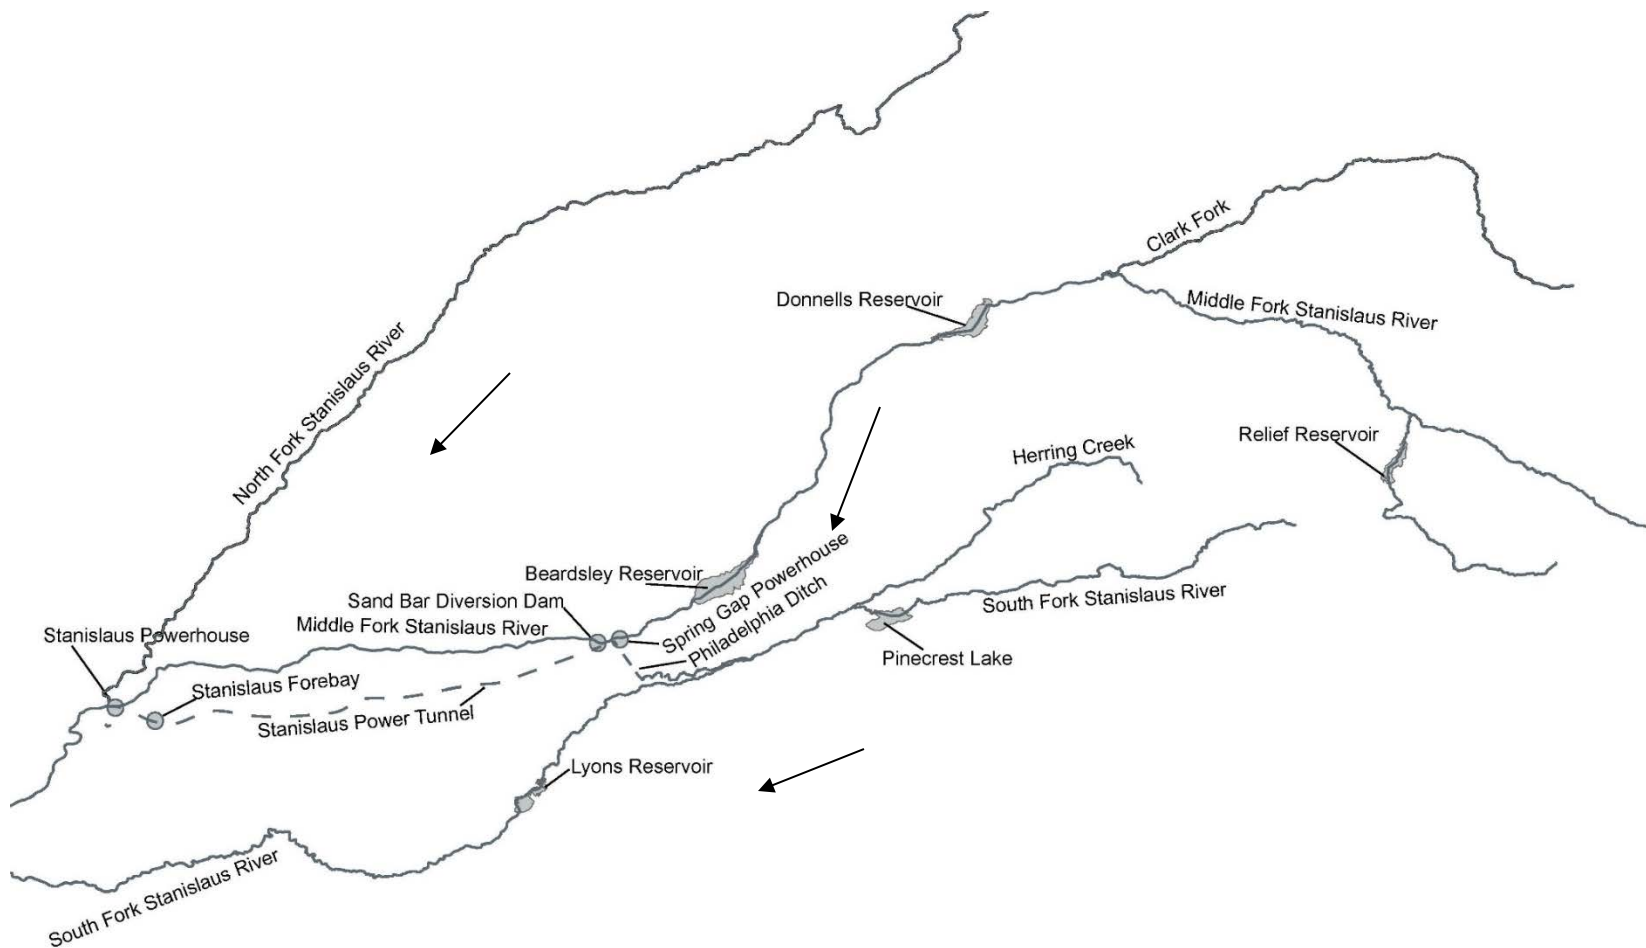 Clark Fork
Donnells Reservoir
Middle Fork Stanislaus River
North Fork Stanislaus River
Relief Reservoir
Herring Creek
Beardsley Reservoir
Spring Gap Powerhouse
Philadelphia Ditch
Sand Bar Diversion Dam
Middle Fork Stanislaus River
South Fork Stanislaus River
Stanislaus Powerhouse
Pinecrest Lake
Stanislaus Forebay
Stanislaus Power Tunnel
Lyons Reservoir
South Fork Stanislaus River